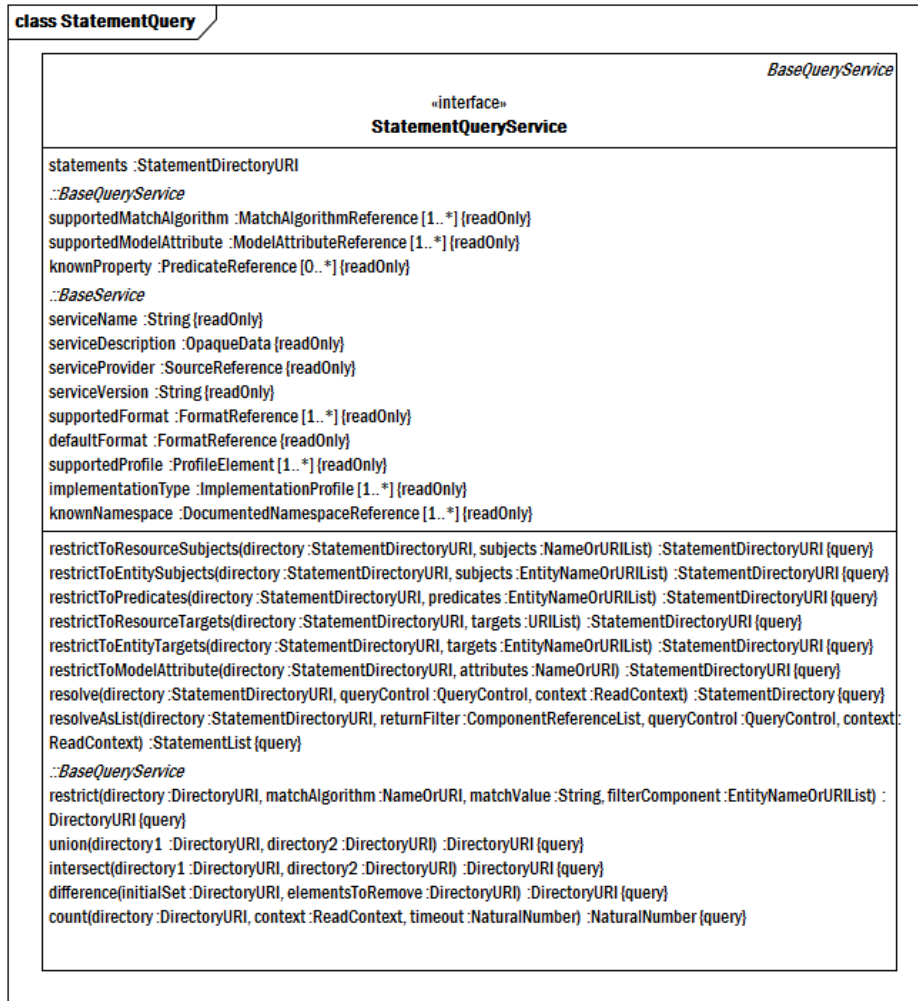 class StatementQuery
BaseQueryService
«interface»
StatementQueryService
statements :StatementDirectoryURI
::BaseQueryService
supportedMatchAlgorithm :MatchAlgorithmReference [1..*] {readOnly}
supportedModelAttribute :ModelAttributeReference [1..*] {readOnly}
knownProperty :PredicateReference [0..*] {readOnly}
::BaseService
serviceName :String {readOnly}
serviceDescription :OpaqueData {readOnly}
serviceProvider :SourceReference {readOnly}
serviceVersion :String {readOnly}
supportedFormat :FormatReference [1..*] {readOnly}
defaultFormat :FormatReference {readOnly}
supportedProfile :ProfileElement [1..*] {readOnly}
implementationType :ImplementationProfile [1..*] {readOnly}
knownNamespace :DocumentedNamespaceReference [1..*] {readOnly}
restrictToResourceSubjects(directory :StatementDirectoryURI, subjects :NameOrURIList) :StatementDirectoryURI {query}
restrictToEntitySubjects(directory :StatementDirectoryURI, subjects :EntityNameOrURIList) :StatementDirectoryURI {query}
restrictToPredicates(directory :StatementDirectoryURI, predicates :EntityNameOrURIList) :StatementDirectoryURI {query}
restrictToResourceTargets(directory :StatementDirectoryURI, targets :URIList) :StatementDirectoryURI {query}
restrictToEntityTargets(directory :StatementDirectoryURI, targets :EntityNameOrURIList) :StatementDirectoryURI {query}
restrictToModelAttribute(directory :StatementDirectoryURI, attributes :NameOrURI) :StatementDirectoryURI {query}
resolve(directory :StatementDirectoryURI, queryControl :QueryControl, context :ReadContext) :StatementDirectory {query}
resolveAsList(directory :StatementDirectoryURI, returnFilter :ComponentReferenceList, queryControl :QueryControl, context :
ReadContext) :StatementList {query}
::BaseQueryService
restrict(directory :DirectoryURI, matchAlgorithm :NameOrURI, matchValue :String, filterComponent :EntityNameOrURIList) :
DirectoryURI {query}
union(directory1 :DirectoryURI, directory2 :DirectoryURI) :DirectoryURI {query}
intersect(directory1 :DirectoryURI, directory2 :DirectoryURI) :DirectoryURI {query}
difference(initialSet :DirectoryURI, elementsToRemove :DirectoryURI) :DirectoryURI {query}
count(directory :DirectoryURI, context :ReadContext, timeout :NaturalNumber) :NaturalNumber {query}